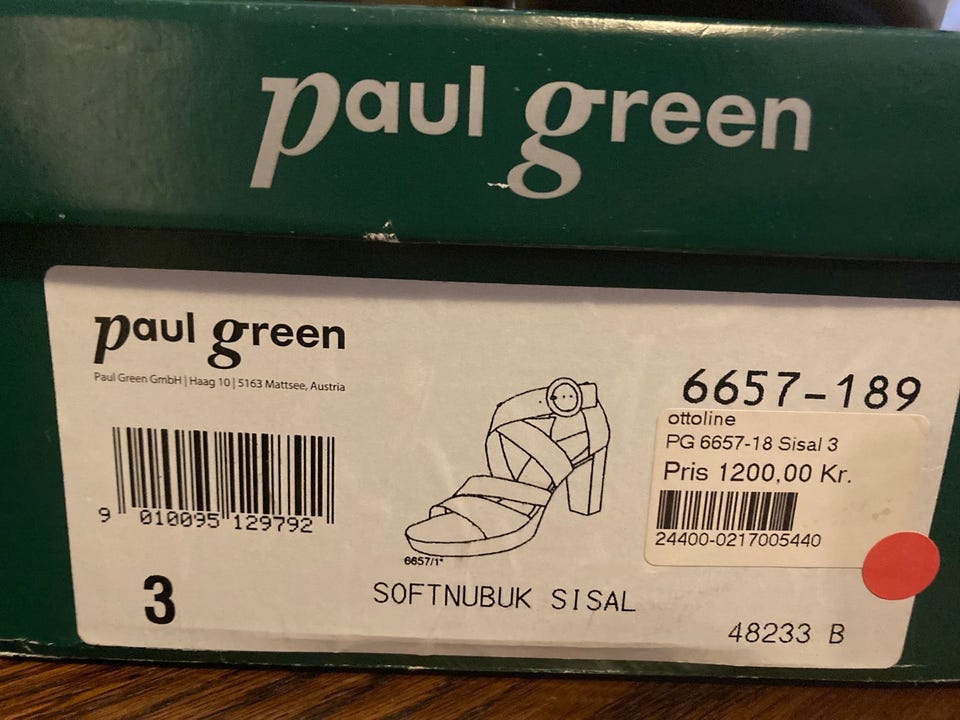 paul green
paul green
Paul Green GmbH | Haag 10 | 5163 Mattsee, Austria
6657-189
ottoline
PG 6657-18 Sisal 3
Pris 1200,00 Kr.
24400-0217005440
9 010095 129792
6657/1*
3
SOFTNUBUK SISAL
48233 B